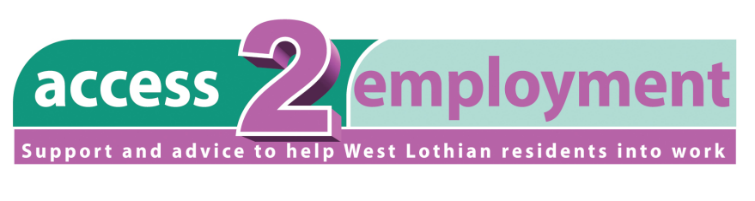 access 2 employment
Support and advice to help West Lothian residents into work